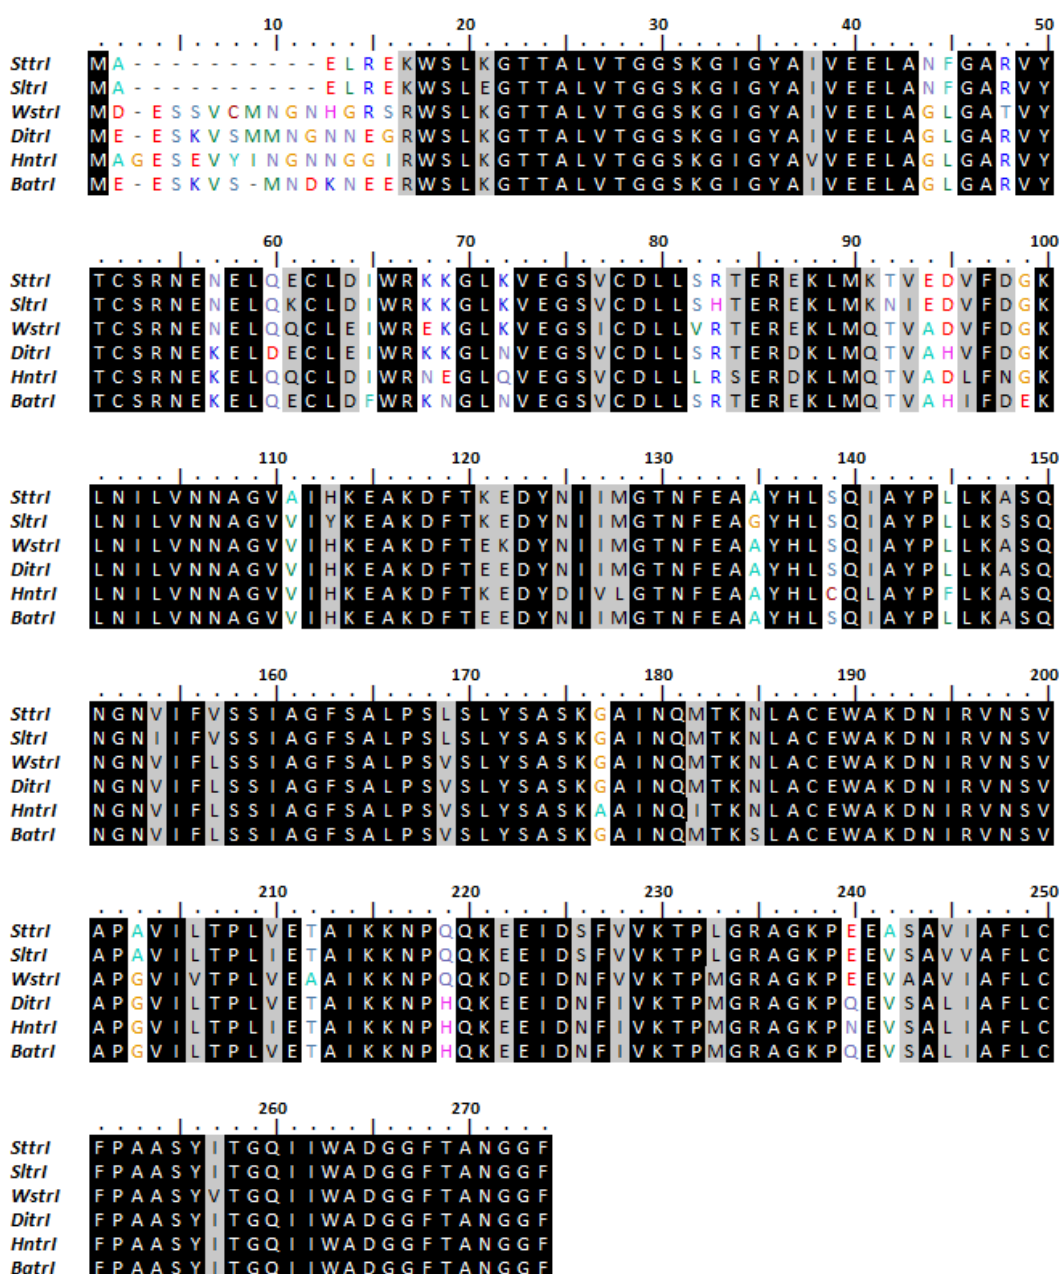 10 20 30 40 50
SttrI MA----------ELREKWSLKGTTALVTGGSKGIGYAIVEELANFGARVY
SltrI MA----------ELREKWSLEGTTALVTGGSKGIGYAIVEELANFGARVY
WstrI MD-ESSVCMNGNHGRSRWSLKGTTALVTGGSKGIGYAIVEELAGLGATVY
DitrI ME-ESKVSMMNGNNEGRWSLKGTTALVTGGSKGIGYAIVEELAGLGARVY
HntrI MAGESEVYINGNNGGIRWSLKGTTALVTGGSKGIGYAVVEELAGLGARVY
BatrI ME-ESKVS-MNDKNEERWSLKGTTALVTGGSKGIGYAIVEELAGLGARVY
60 70 80 90 100
SttrI TCSRNENELQECLDIWRKKGLKVEGSVCDLLSRTEREKLMKTVEDVFDGK
SltrI TCSRNENELQKCLDIWRKKGLKVEGSVCDLLSHTEREKLMKNIEDVFDGK
WstrI TCSRNENELQQCLEIWREKGLKVEGSICDLLVRTEREKLMQTVADVFDGK
DitrI TCSRNEKELDECLEIWRKKGLNVEGSVCDLLSRTERDKLMQTVAHVFDGK
HntrI TCSRNEKELQQCLDIWRNEGLQVEGSVCDLLLRSERDKLMQTVADLFNGK
BatrI TCSRNEKELQECLDFWRKNGLNVEGSVCDLLSRTEREKLMQTVAHIFDEK
110 120 130 140 150
SttrI LNILVNNAGVAIHKEAKDFTKEDYNIIMGTNFEAAYHLSQIAYPLLKASQ
SltrI LNILVNNAGVVIYKEAKDFTKEDYNIIMGTNFEAGYHLSQIAYPLLKSSQ
WstrI LNILVNNAGVVIHKEAKDFTEKDYNIIMGTNFEAAYHLSQIAYPLLKASQ
DitrI LNILVNNAGVVIHKEAKDFTEEDYNIIMGTNFEAAYHLSQIAYPLLKASQ
HntrI LNILVNNAGVVIHKEAKDFTKEDYDIVLGTNFEAAYHLCQLAYPFLKASQ
BatrI LNILVNNAGVVIHKEAKDFTEEDYNIIMGTNFEAAYHLSQIAYPLLKASQ
160 170 180 190 200
SttrI NGNVIFVSSIAGFSALPSLSLYSASKGAINQMTKNLACEWAKDNIRVNSV
SltrI NGNIIFVSSIAGFSALPSLSLYSASKGAINQMTKNLACEWAKDNIRVNSV
WstrI NGNVIFLSSIAGFSALPSVSLYSASKGAINQMTKNLACEWAKDNIRVNSV
DitrI NGNVIFLSSIAGFSALPSVSLYSASKGAINQMTKNLACEWAKDNIRVNSV
HntrI NGNVIFLSSIAGFSALPSVSLYSASKAAINQITKNLACEWAKDNIRVNSV
BatrI NGNVIFLSSIAGFSALPSVSLYSASKGAINQMTKSLACEWAKDNIRVNSV
210 220 230 240 250
SttrI APAVILTPLVETAIKKNPQQKEEIDSFVVKTPLGRAGKPEEASAVIAFLC
SltrI APAVILTPLIETAIKKNPQQKEEIDSFVVKTPLGRAGKPEEVSAVVAFLC
WstrI APGVIVTPLVEAAIKKNPQQKDEIDNFVVKTPMGRAGKPEEVAAVIAFLC
DitrI APGVILTPLVETAIKKNPHQKEEIDNFIVKTPMGRAGKPQEVSALIAFLC
HntrI APGVILTPLIETAIKKNPHQKEEIDNFIVKTPMGRAGKPNEVSALIAFLC
BatrI APGVILTPLVETAIKKNPHQKEEIDNFIVKTPMGRAGKPQEVSALIAFLC
260 270
SttrI FPAASYITGQIIWADGGFTANGGF
SltrI FPAASYITGQIIWADGGFTANGGF
WstrI FPAASYVTGQIIWADGGFTANGGF
DitrI FPAASYITGQIIWADGGFTANGGF
HntrI FPAASYITGQIIWADGGFTANGGF
BatrI FPAASYITGQIIWADGGFTANGGF